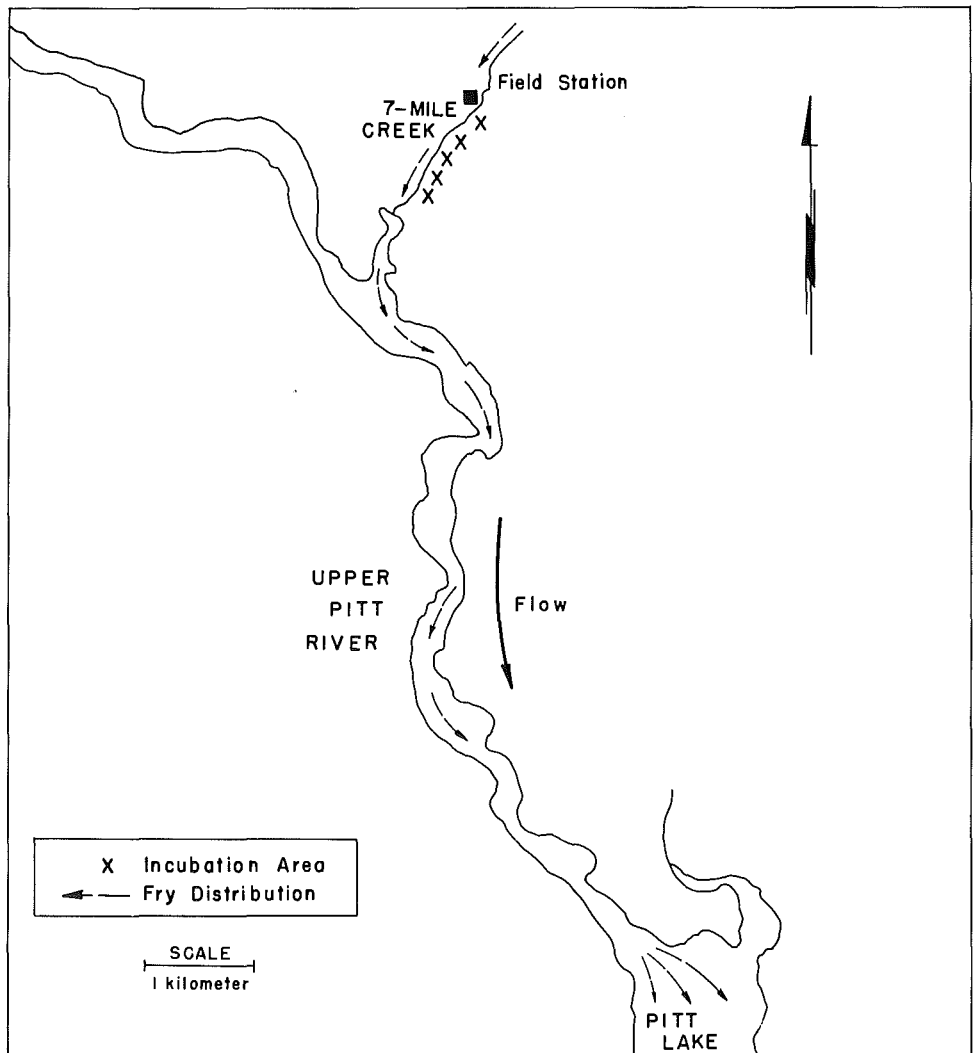 Field Station
7-MILE
CREEK
X
X
X
X
X
UPPER
PITT
RIVER
Flow
X Incubation Area
Fry Distribution
SCALE
1 kilometer
PITT
LAKE